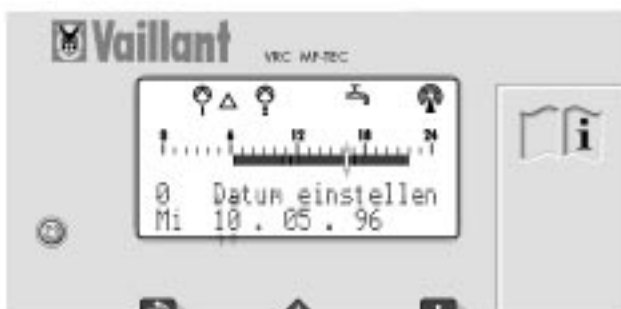 Vaillant
VRC MF-TEC
0 6 12 18 24
0 Datum einstellen
Mi 10 . 05 . 96
i